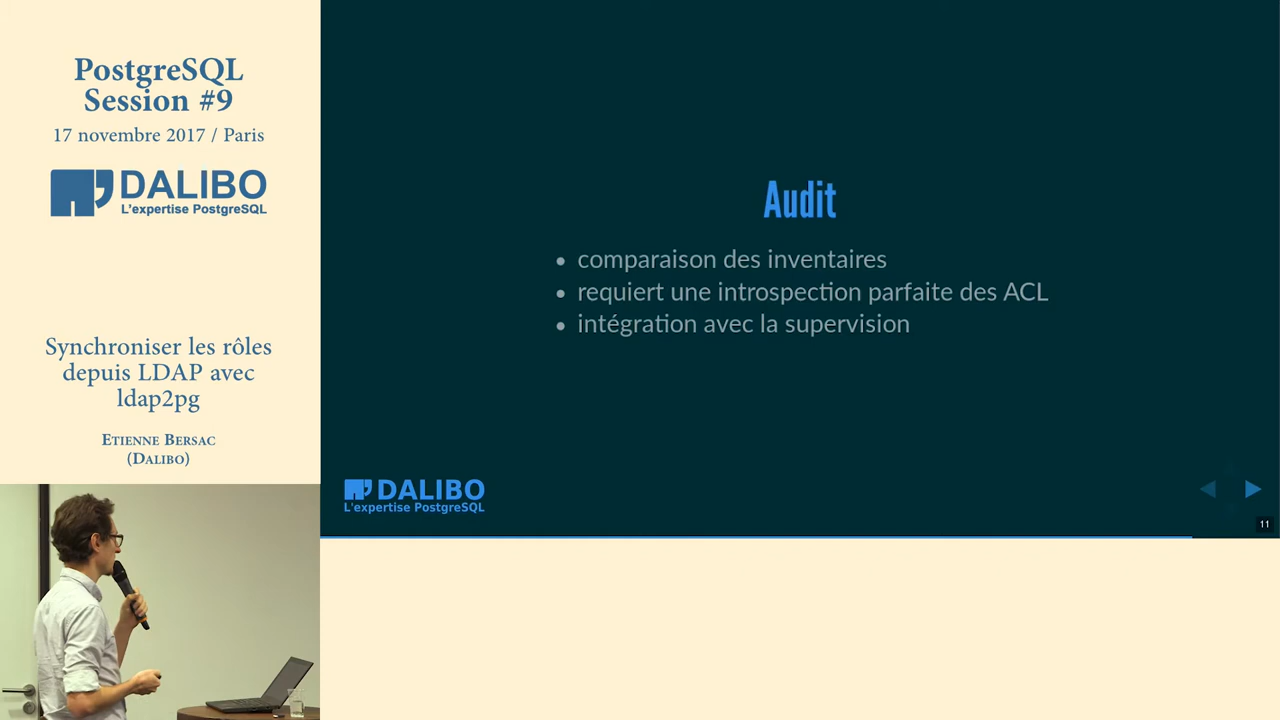 PostgreSQL
Session #9
17 novembre 2017 / Paris
DALIBO
L'expertise PostgreSQL
Synchroniser les rôles
depuis LDAP avec
ldap2pg
Etienne Bersac
(Dalibo)
Audit
• comparaison des inventaires
• requiert une introspection parfaite des ACL
• intégration avec la supervision
DALIBO
L'expertise PostgreSQL
11